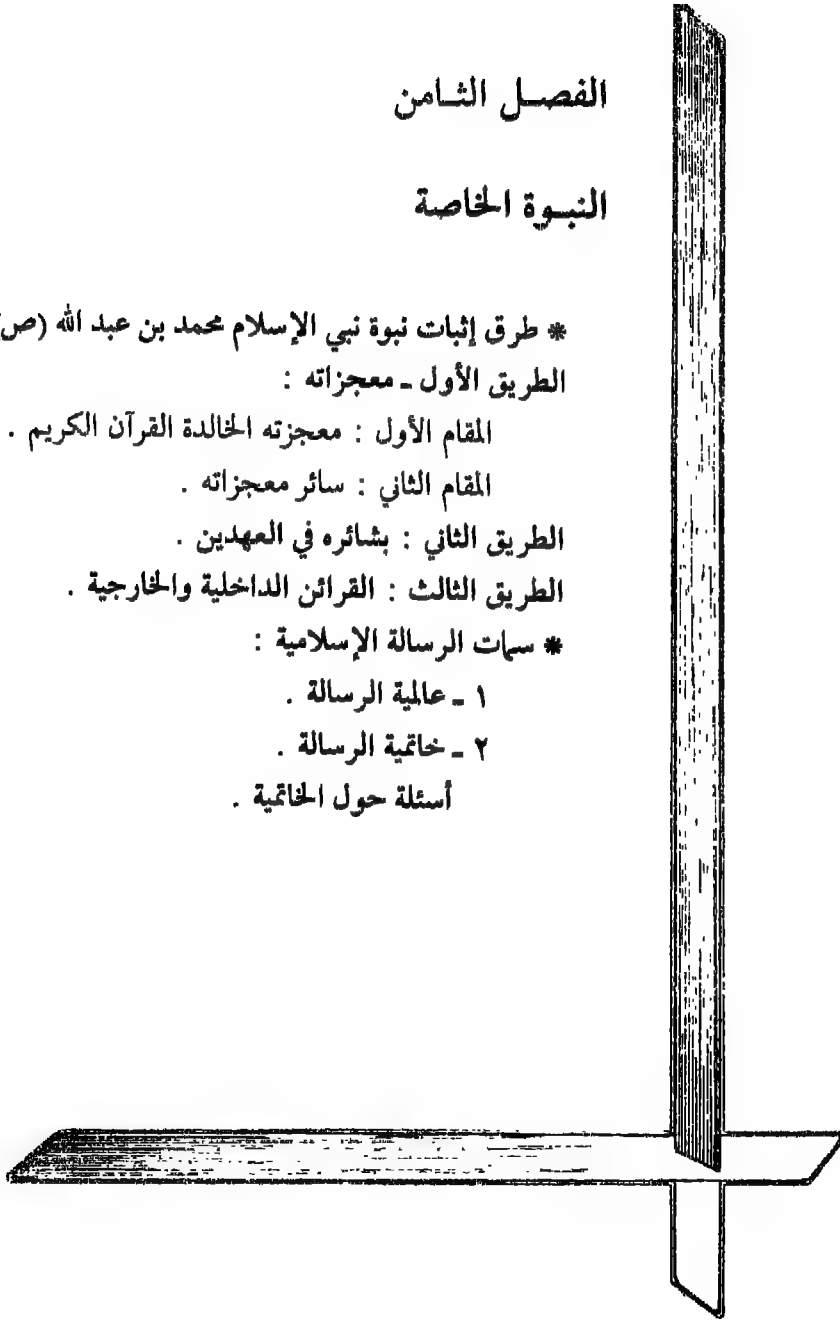 الفصل الثامن
النبوة الخاصة
* طرق إثبات نبوة نبي الإسلام محمد بن عبد الله (ص
الطريق الأول ـ معجزاته :
المقام الأول : معجزته الخالدة القرآن الكريم .
المقام الثاني : سائر معجزاته .
الطريق الثاني : بشائره في العهدين .
الطريق الثالث : القرائن الداخلية والخارجية .
* سمات الرسالة الإسلامية :
١ ـ عالمية الرسالة .
٢ ـ خاتمية الرسالة .
أسئلة حول الخاتمية .